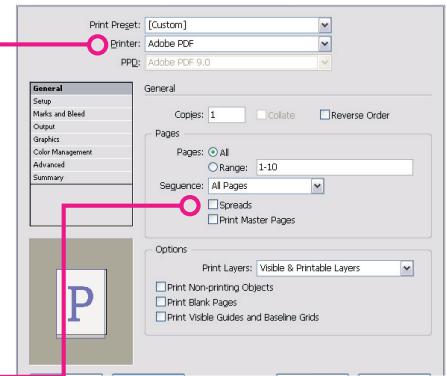 Print Preset: [Custom]
Printer: Adobe PDF
PPD: Adobe PDF 9.0
General
Setup
Marks and Bleed
Output
Graphics
Color Management
Advanced
Summary
General
Copies: 1 Collate Reverse Order
Pages
Pages: All
Range: 1-10
Sequence: All Pages
Spreads
Print Master Pages
Options
Print Layers: Visible & Printable Layers
Print Non-printing Objects
Print Blank Pages
Print Visible Guides and Baseline Grids
P